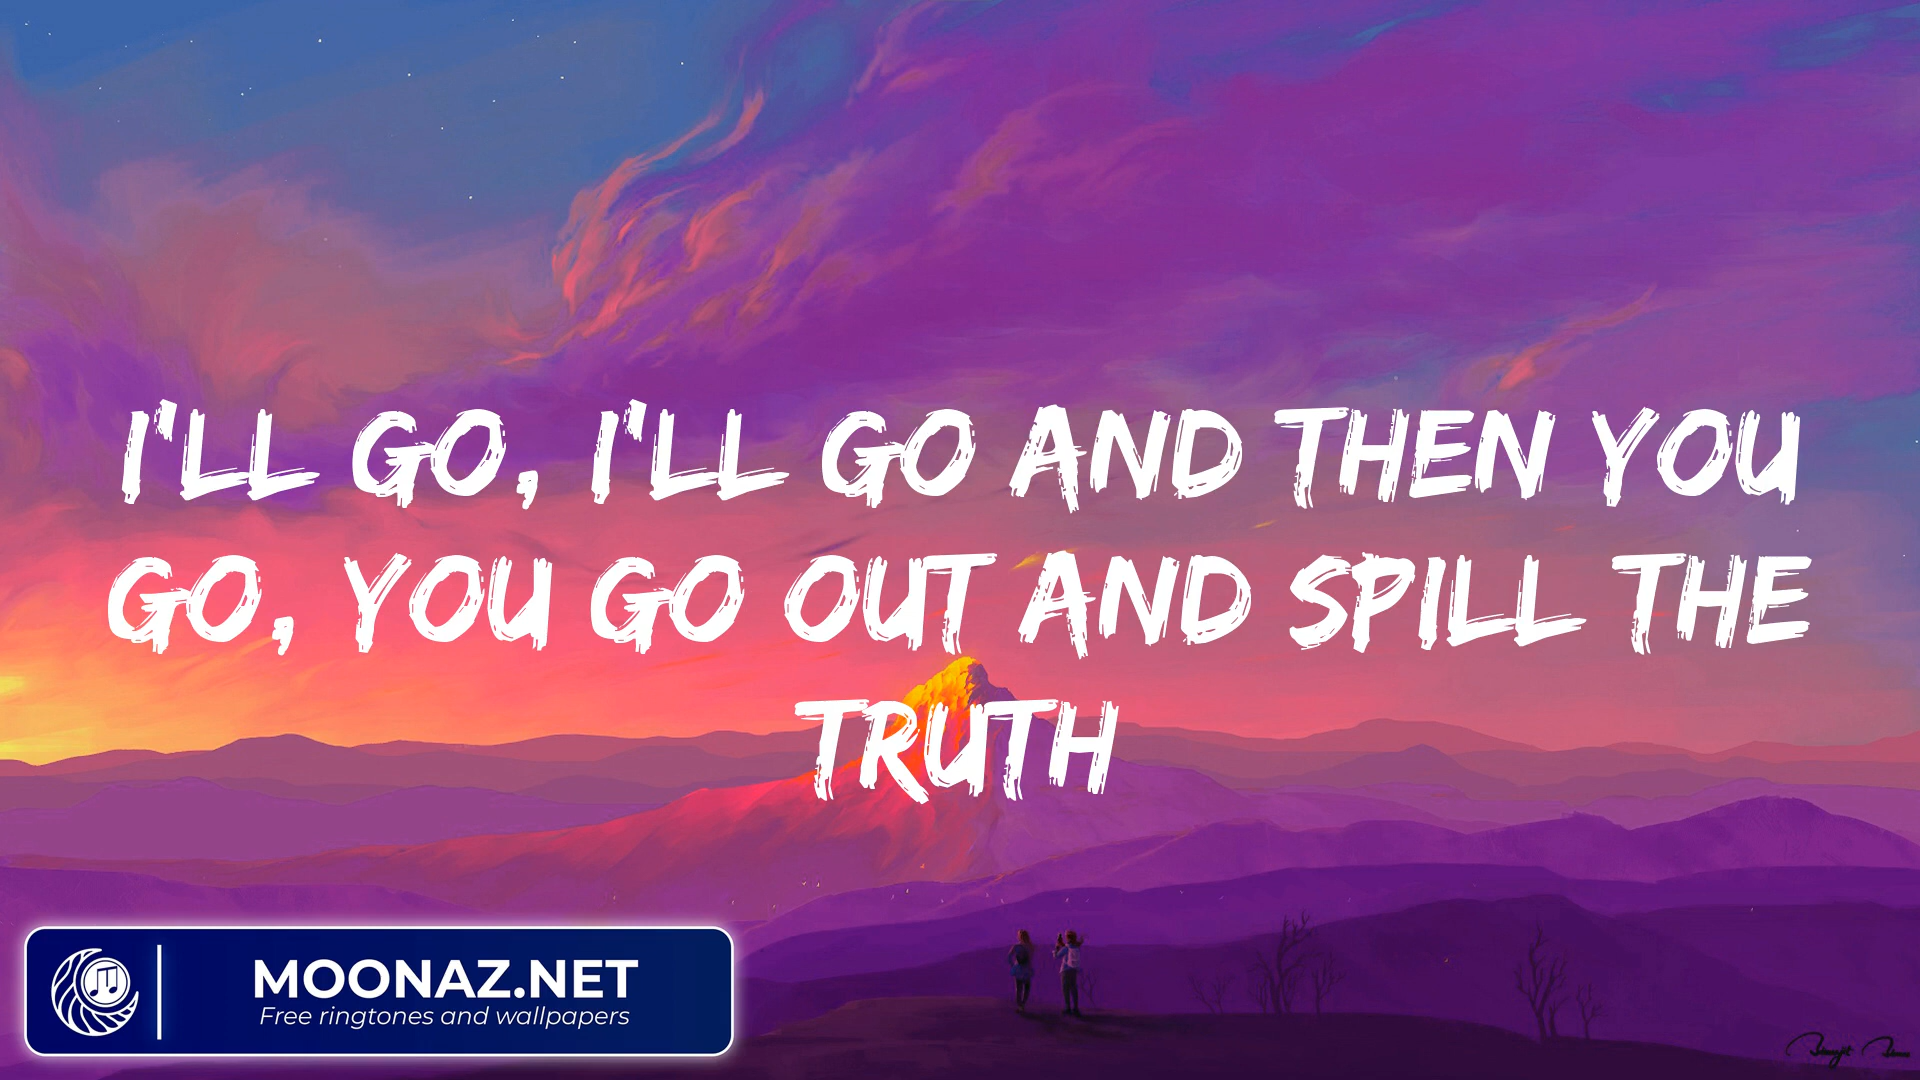 I'LL GO, I'LL GO AND THEN YOU
GO, YOU GO OUT AND SPILL THE
TRUTH
MOONAZ.NET
Free ringtones and wallpapers